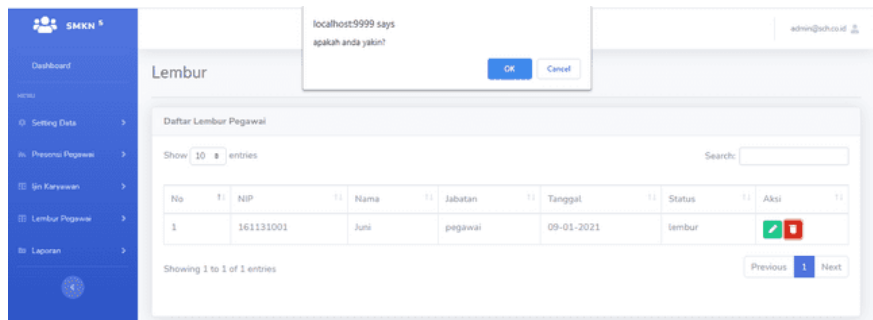 SMKN 5
localhost:9999 says
apakah anda yakin?
OK
Cancel
admin@sch.co.id
Dashboard
MENU
Setting Data
Presensi Pegawai
Ijin Karyawan
Lembur Pegawai
Laporan
Lembur
Daftar Lembur Pegawai
Show 10 entries
Search:
No NIP Nama Jabatan Tanggal Status Aksi
1 161131001 Juni pegawai 09-01-2021 lembur
Showing 1 to 1 of 1 entries
Previous 1 Next